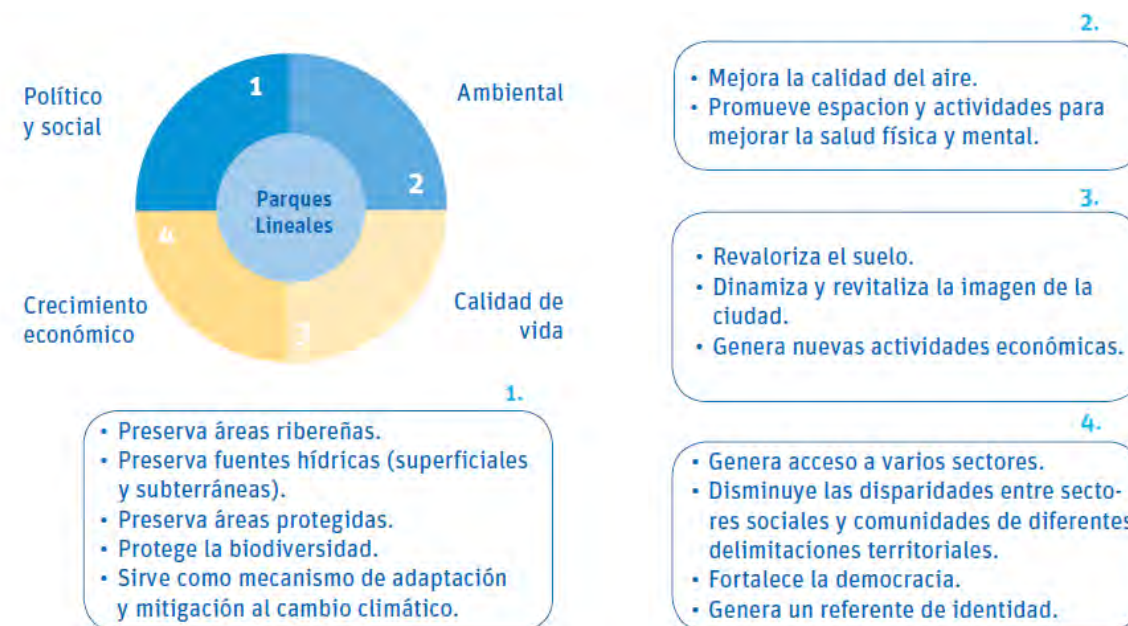 Político
y social
1
Ambiental
2
Parques
Lineales
4
Crecimiento
económico
3
Calidad de
vida
1.
• Preserva áreas ribereñas.
• Preserva fuentes hídricas (superficiales
y subterráneas).
• Preserva áreas protegidas.
• Protege la biodiversidad.
• Sirve como mecanismo de adaptación
y mitigación al cambio climático.
2.
• Mejora la calidad del aire.
• Promueve espacion y actividades para
mejorar la salud física y mental.
3.
• Revaloriza el suelo.
• Dinamiza y revitaliza la imagen de la
ciudad.
• Genera nuevas actividades económicas.
4.
• Genera acceso a varios sectores.
• Disminuye las disparidades entre secto-
res sociales y comunidades de diferentes
delimitaciones territoriales.
• Fortalece la democracia.
• Genera un referente de identidad.